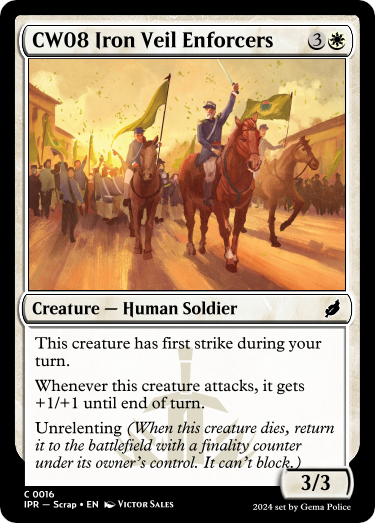 CW08 Iron Veil Enforcers 3
Creature — Human Soldier
This creature has first strike during your
turn.
Whenever this creature attacks, it gets
+1/+1 until end of turn.
Unrelenting (When this creature dies, return
it to the battlefield with a finality counter
under its owner's control. It can't block.)
3/3
C 0016
IPR — Scrap • EN Victor Sales
2024 set by Gema Police